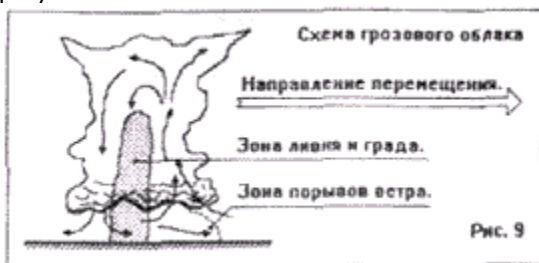 Схема грозового облака
Направление перемещения.
Зона ливня и града.
Зона порывов ветра.
Рис. 9